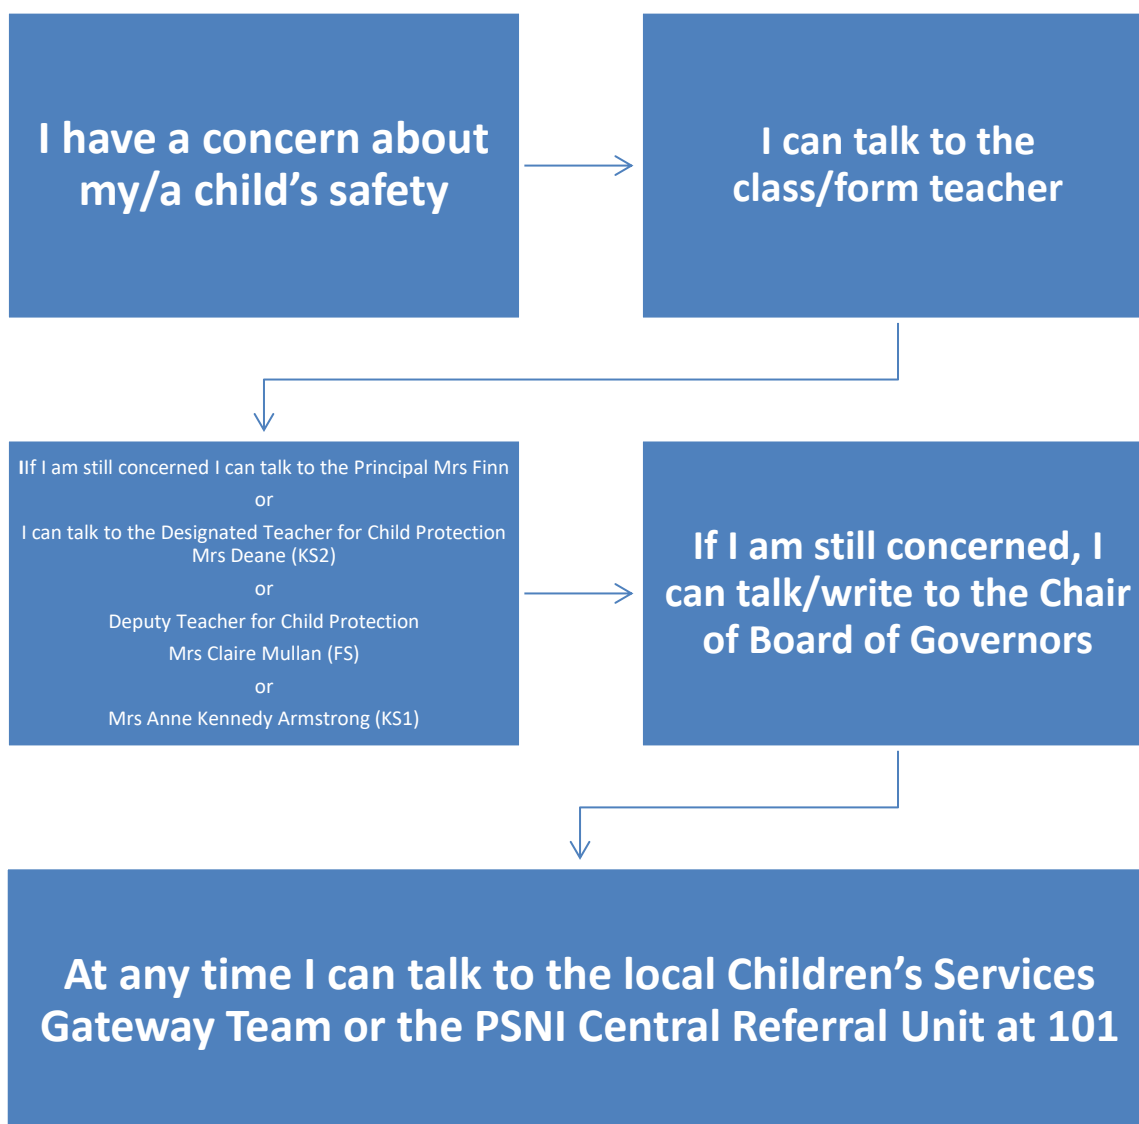 I have a concern about
my/a child’s safety
I can talk to the
class/form teacher
IIf I am still concerned I can talk to the Principal Mrs Finn
or
I can talk to the Designated Teacher for Child Protection
Mrs Deane (KS2)
or
Deputy Teacher for Child Protection
Mrs Claire Mullan (FS)
or
Mrs Anne Kennedy Armstrong (KS1)
If I am still concerned, I
can talk/write to the Chair
of Board of Governors
At any time I can talk to the local Children’s Services
Gateway Team or the PSNI Central Referral Unit at 101